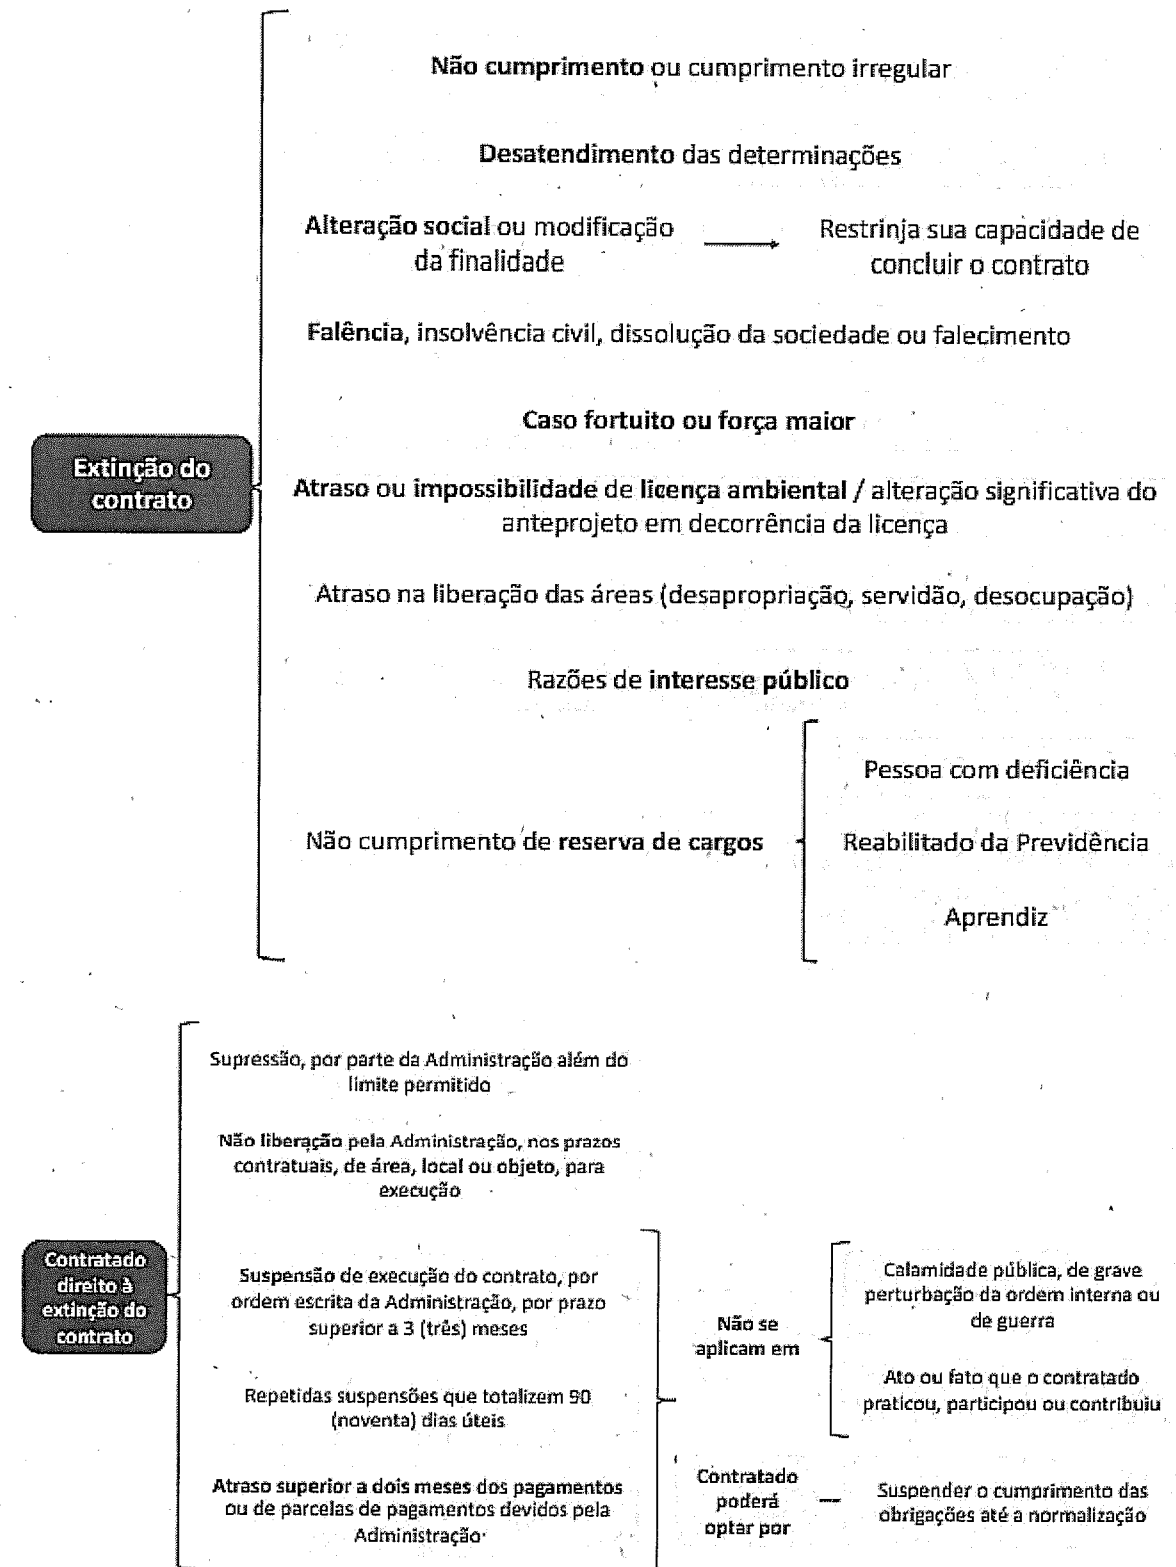 Não cumprimento ou cumprimento irregular
Desatendimento das determinações
Alteração social ou modificação
da finalidade
Restrinja sua capacidade de
concluir o contrato
Falência, insolvência civil, dissolução da sociedade ou falecimento
Caso fortuito ou força maior
Extinção do
contrato
Atraso ou impossibilidade de licença ambiental / alteração significativa do
anteprojeto em decorrência da licença
Atraso na liberação das áreas (desapropriação, servidão, desocupação)
Razões de interesse público
Não cumprimento de reserva de cargos
Pessoa com deficiência
Reabilitado da Previdência
Aprendiz
Contratado
direito à
extinção do
contrato
Supressão, por parte da Administração além do
limite permitido
Não liberação pela Administração, nos prazos
contratuais, de área, local ou objeto, para
execução
Suspensão de execução do contrato, por
ordem escrita da Administração, por prazo
superior a 3 (três) meses
Repetidas suspensões que totalizem 90
(noventa) dias úteis
Atraso superior a dois meses dos pagamentos
ou de parcelas de pagamentos devidos pela
Administração
Não se
aplicam em
Calamidade pública, de grave
perturbação da ordem interna ou
de guerra
Ato ou fato que o contratado
praticou, participou ou contribuiu
Contratado
poderá
optar por
Suspender o cumprimento das
obrigações até a normalização